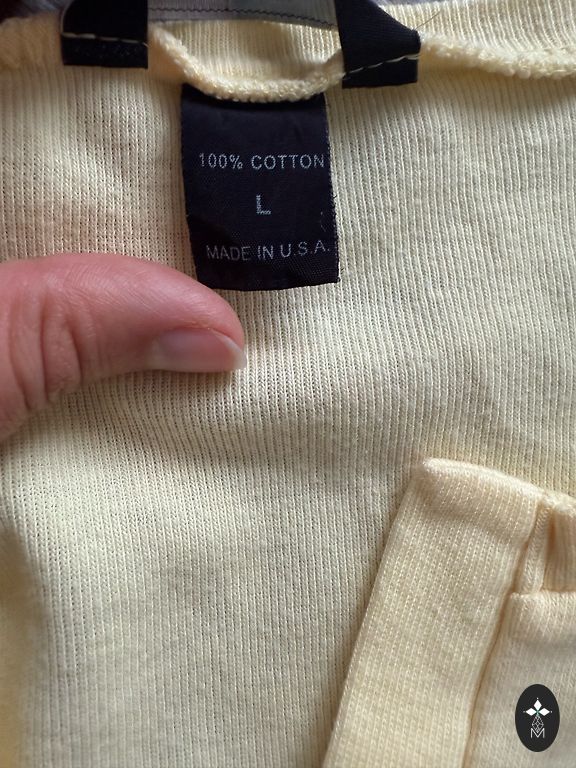 100% COTTON
L
MADE IN U.S.A.
M